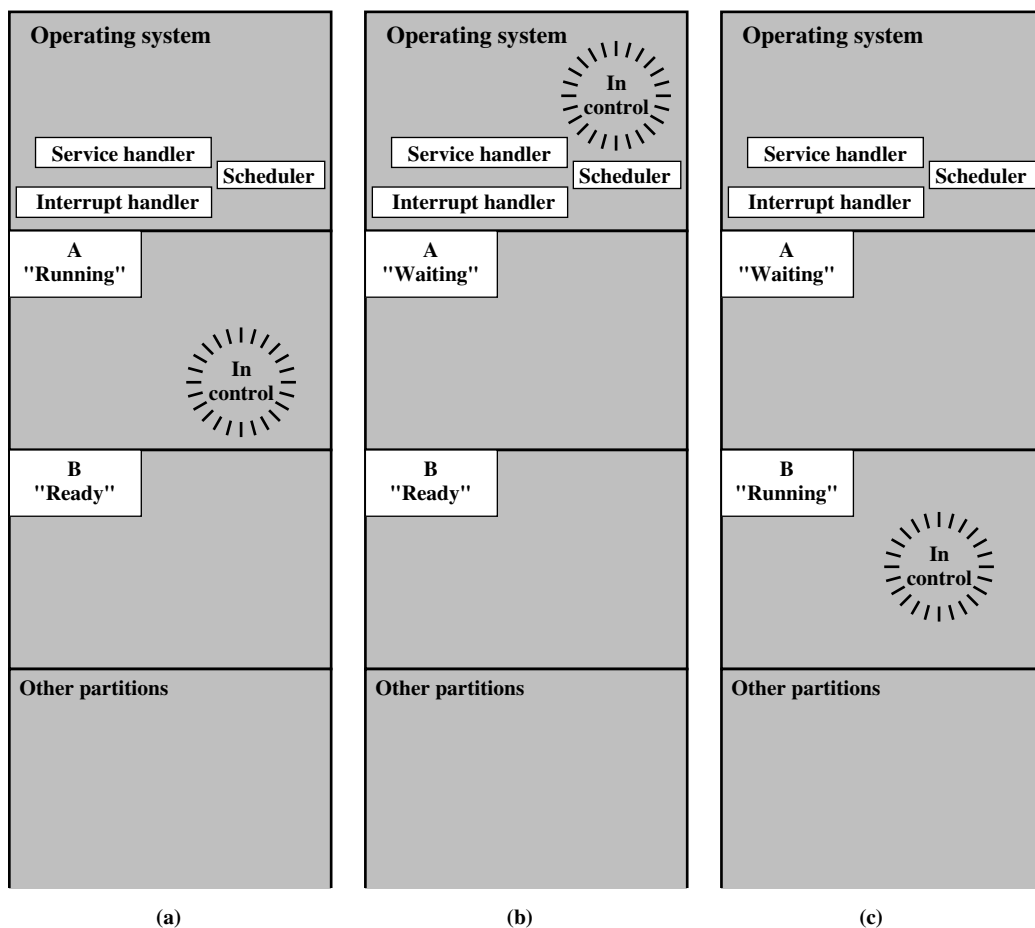 Operating system
In
control
Service handler
Scheduler
Interrupt handler
A
"Running"
In
control
B
"Ready"
Other partitions
(a)
Operating system
In
control
Service handler
Scheduler
Interrupt handler
A
"Waiting"
B
"Ready"
Other partitions
(b)
Operating system
Service handler
Scheduler
Interrupt handler
A
"Waiting"
B
"Running"
In
control
Other partitions
(c)